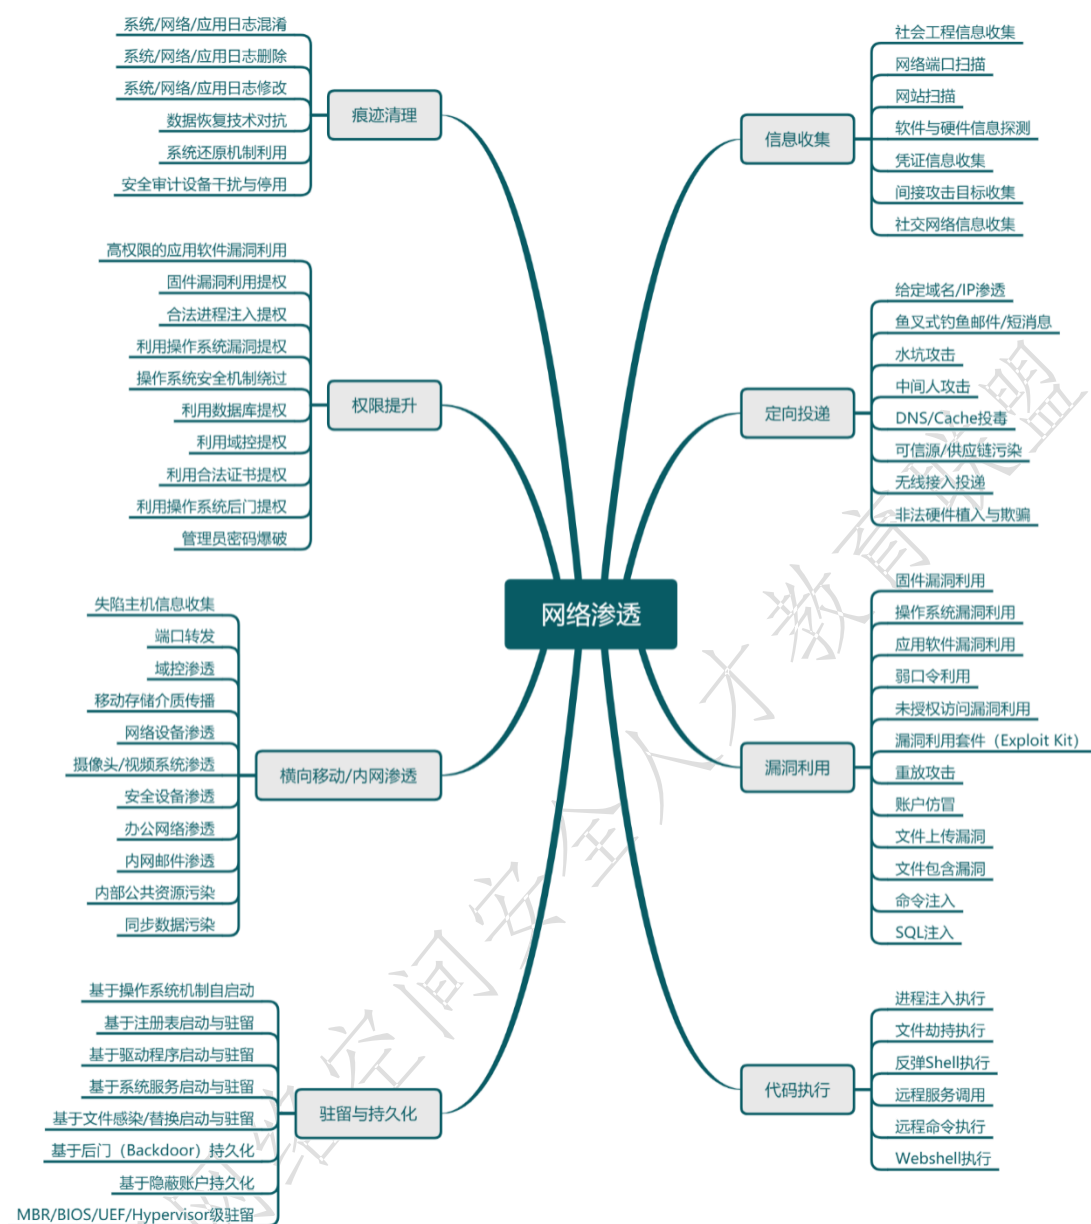 网络渗透
信息收集
社会工程信息收集
网络端口扫描
网站扫描
软件与硬件信息探测
凭证信息收集
间接攻击目标收集
社交网络信息收集
定向投递
给定域名/IP渗透
鱼叉式钓鱼邮件/短消息
水坑攻击
中间人攻击
DNS/Cache投毒
可信源/供应链污染
无线接入投递
非法硬件植入与欺骗
漏洞利用
固件漏洞利用
操作系统漏洞利用
应用软件漏洞利用
弱口令利用
未授权访问漏洞利用
漏洞利用套件（Exploit Kit）
重放攻击
账户仿冒
文件上传漏洞
文件包含漏洞
命令注入
SQL注入
代码执行
进程注入执行
文件劫持执行
反弹Shell执行
远程服务调用
远程命令执行
Webshell执行
痕迹清理
系统/网络/应用日志混淆
系统/网络/应用日志删除
系统/网络/应用日志修改
数据恢复技术对抗
系统还原机制利用
安全审计设备干扰与停用
权限提升
高权限的应用软件漏洞利用
固件漏洞利用提权
合法进程注入提权
利用操作系统漏洞提权
操作系统安全机制绕过
利用数据库提权
利用域控提权
利用合法证书提权
利用操作系统后门提权
管理员密码爆破
横向移动/内网渗透
失陷主机信息收集
端口转发
域控渗透
移动存储介质传播
网络设备渗透
摄像头/视频系统渗透
安全设备渗透
办公网络渗透
内网邮件渗透
内部公共资源污染
同步数据污染
驻留与持久化
基于操作系统机制自启动
基于注册表启动与驻留
基于驱动程序启动与驻留
基于系统服务启动与驻留
基于文件感染/替换启动与驻留
基于后门（Backdoor）持久化
基于隐蔽账户持久化
MBR/BIOS/UEF/Hypervisor级驻留
网络空间安全人才教育联盟